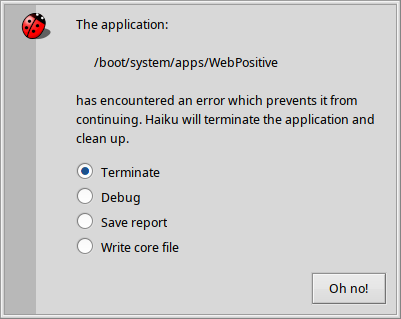 The application:
/boot/system/apps/WebPositive
has encountered an error which prevents it from
continuing. Haiku will terminate the application and
clean up.
Terminate
Debug
Save report
Write core file
Oh no!